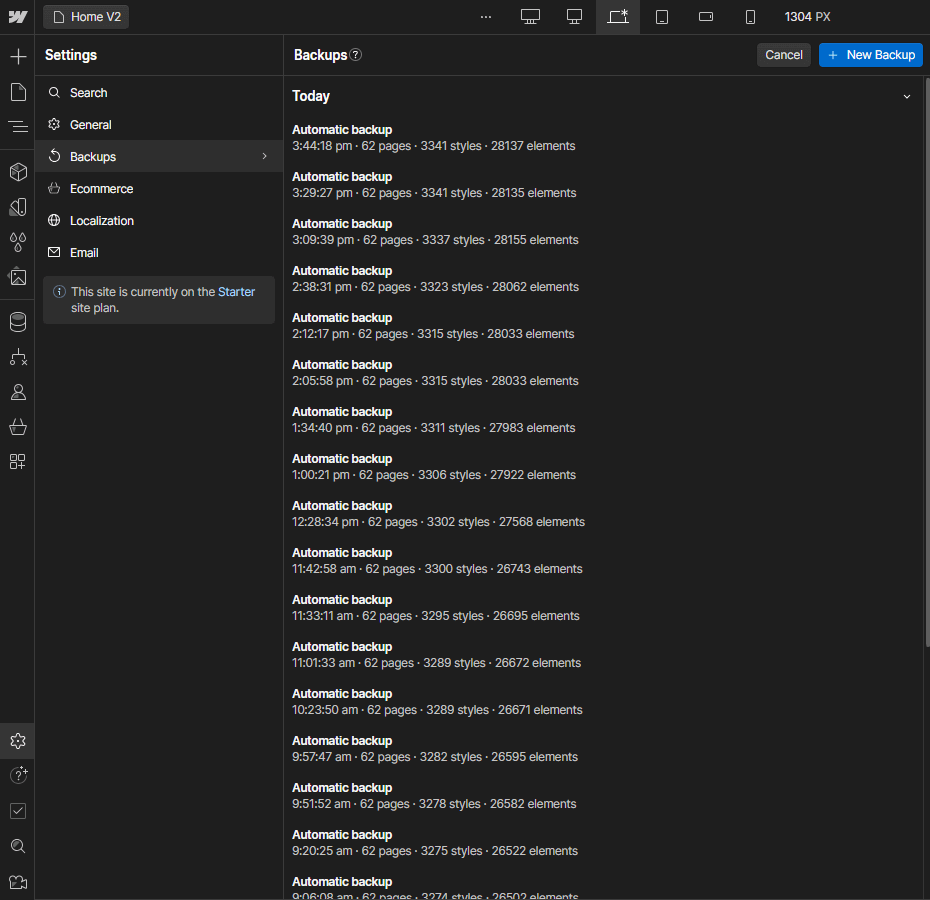 Home V2
...
1304 PX
Settings
Backups
Cancel
+ New Backup
Search
General
Backups
Ecommerce
Localization
Email
This site is currently on the Starter
site plan.
Today
Automatic backup
3:44:18 pm · 62 pages · 3341 styles · 28137 elements
Automatic backup
3:29:27 pm · 62 pages · 3341 styles · 28135 elements
Automatic backup
3:09:39 pm · 62 pages · 3337 styles · 28155 elements
Automatic backup
2:38:31 pm · 62 pages · 3323 styles · 28062 elements
Automatic backup
2:12:17 pm · 62 pages · 3315 styles · 28033 elements
Automatic backup
2:05:58 pm · 62 pages · 3315 styles · 28033 elements
Automatic backup
1:34:40 pm · 62 pages · 3311 styles · 27983 elements
Automatic backup
1:00:21 pm · 62 pages · 3306 styles · 27922 elements
Automatic backup
12:28:34 pm · 62 pages · 3302 styles · 27568 elements
Automatic backup
11:42:58 am · 62 pages · 3300 styles · 26743 elements
Automatic backup
11:33:11 am · 62 pages · 3295 styles · 26695 elements
Automatic backup
11:01:33 am · 62 pages · 3289 styles · 26672 elements
Automatic backup
10:23:50 am · 62 pages · 3289 styles · 26671 elements
Automatic backup
9:57:47 am · 62 pages · 3282 styles · 26595 elements
Automatic backup
9:51:52 am · 62 pages · 3278 styles · 26582 elements
Automatic backup
9:20:25 am · 62 pages · 3275 styles · 26522 elements
Automatic backup
9:06:08 am · 62 pages · 3274 styles · 26502 elements